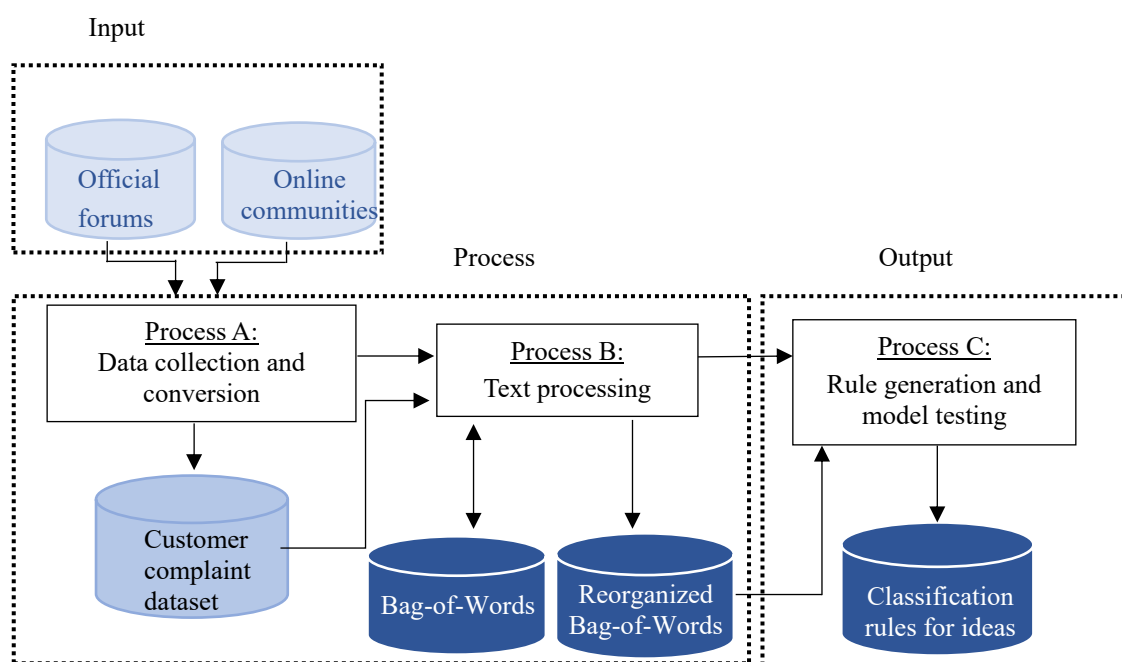 Input
Official
forums
Online
communities
Process
Output
Process A:
Data collection and
conversion
Process B:
Text processing
Process C:
Rule generation and
model testing
Customer
complaint
dataset
Bag-of-Words
Reorganized
Bag-of-Words
Classification
rules for ideas